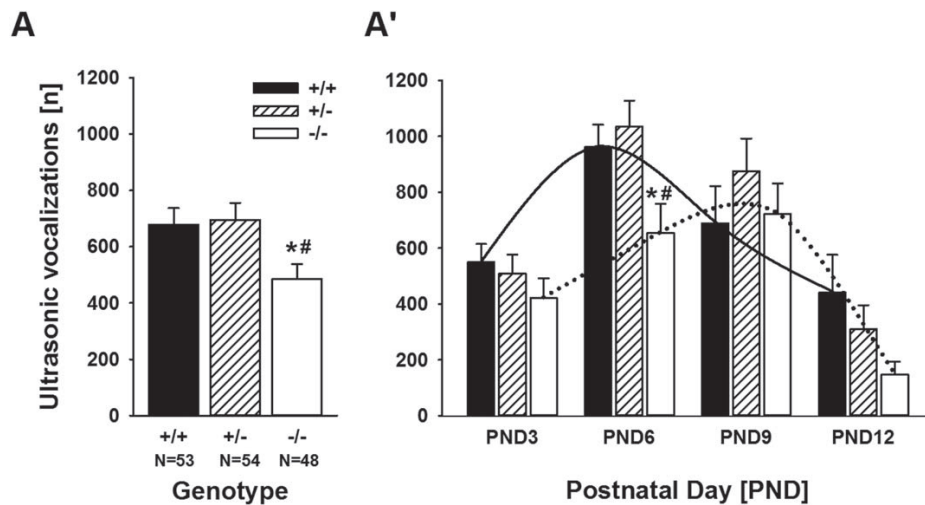 A
Ultrasonic vocalizations [n]
1200
1000
800
600
400
200
0
+/+
+/-
-/-
*#
+/+ +/- -/-
N=53 N=54 N=48
Genotype
A'
1200
1000
800
600
400
200
0
+/+
+/-
-/-
*#
PND3 PND6 PND9 PND12
Postnatal Day [PND]